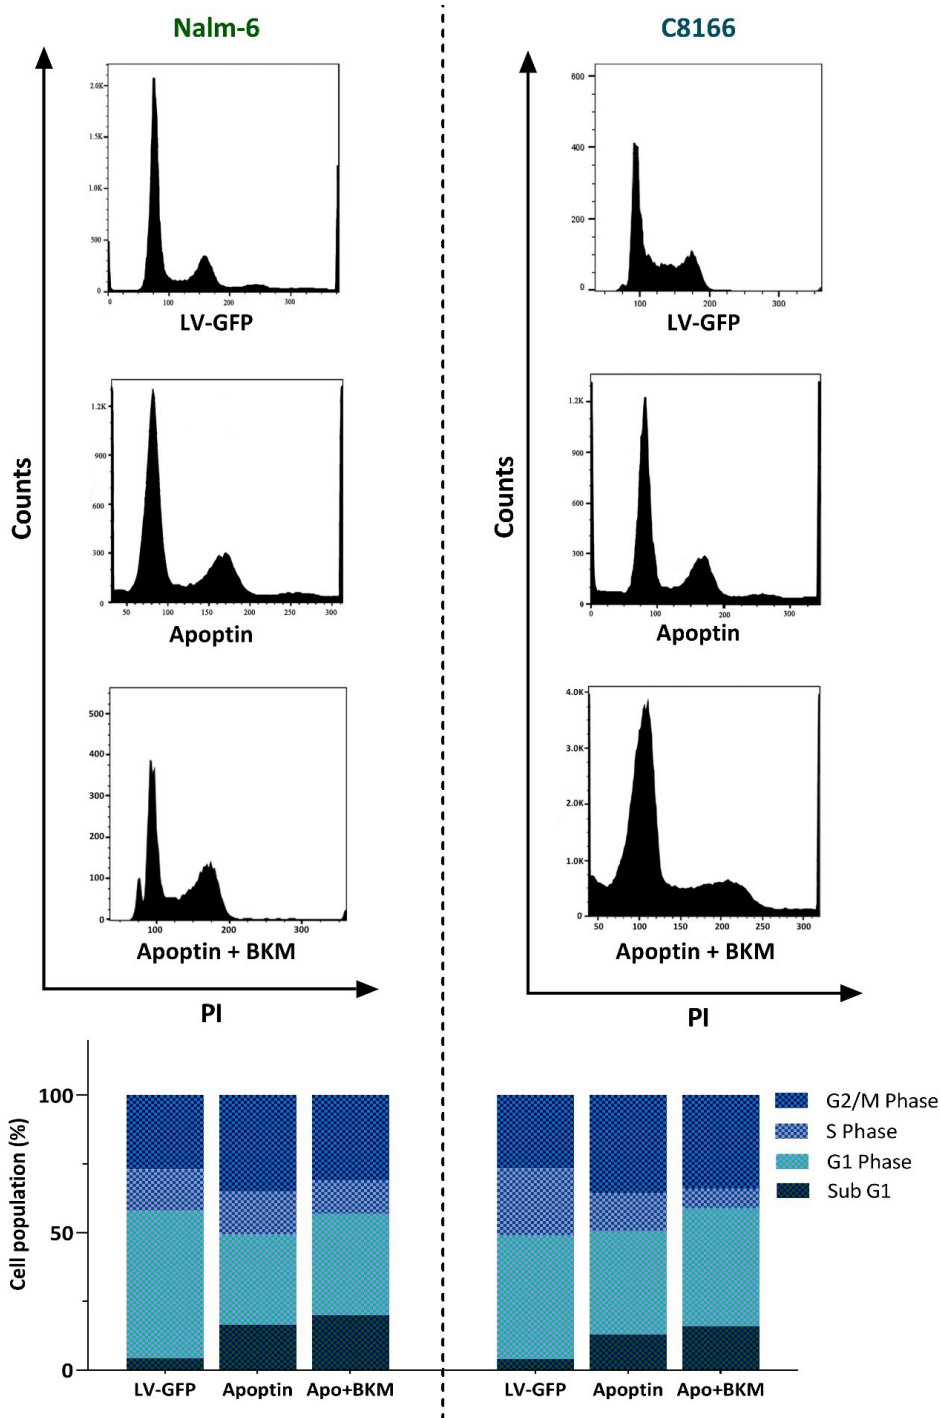 Nalm-6
C8166
2.0K
1.5K
1.0K
500
0
0 100 200 300
LV-GFP
600
400
200
0
100 200 300
LV-GFP
Counts
1.2K
900
600
300
0
50 100 150 200 250 300
Apoptin
Counts
1.2K
900
600
300
0
0 100 200 300
Apoptin
500
400
300
200
100
0
100 200 300
Apoptin + BKM
4.0K
3.0K
2.0K
1.0K
0
50 100 150 200 250 300
Apoptin + BKM
PI
PI
Cell population (%)
100
50
0
LV-GFP Apoptin Apo+BKM
LV-GFP Apoptin Apo+BKM
G2/M Phase
S Phase
G1 Phase
Sub G1